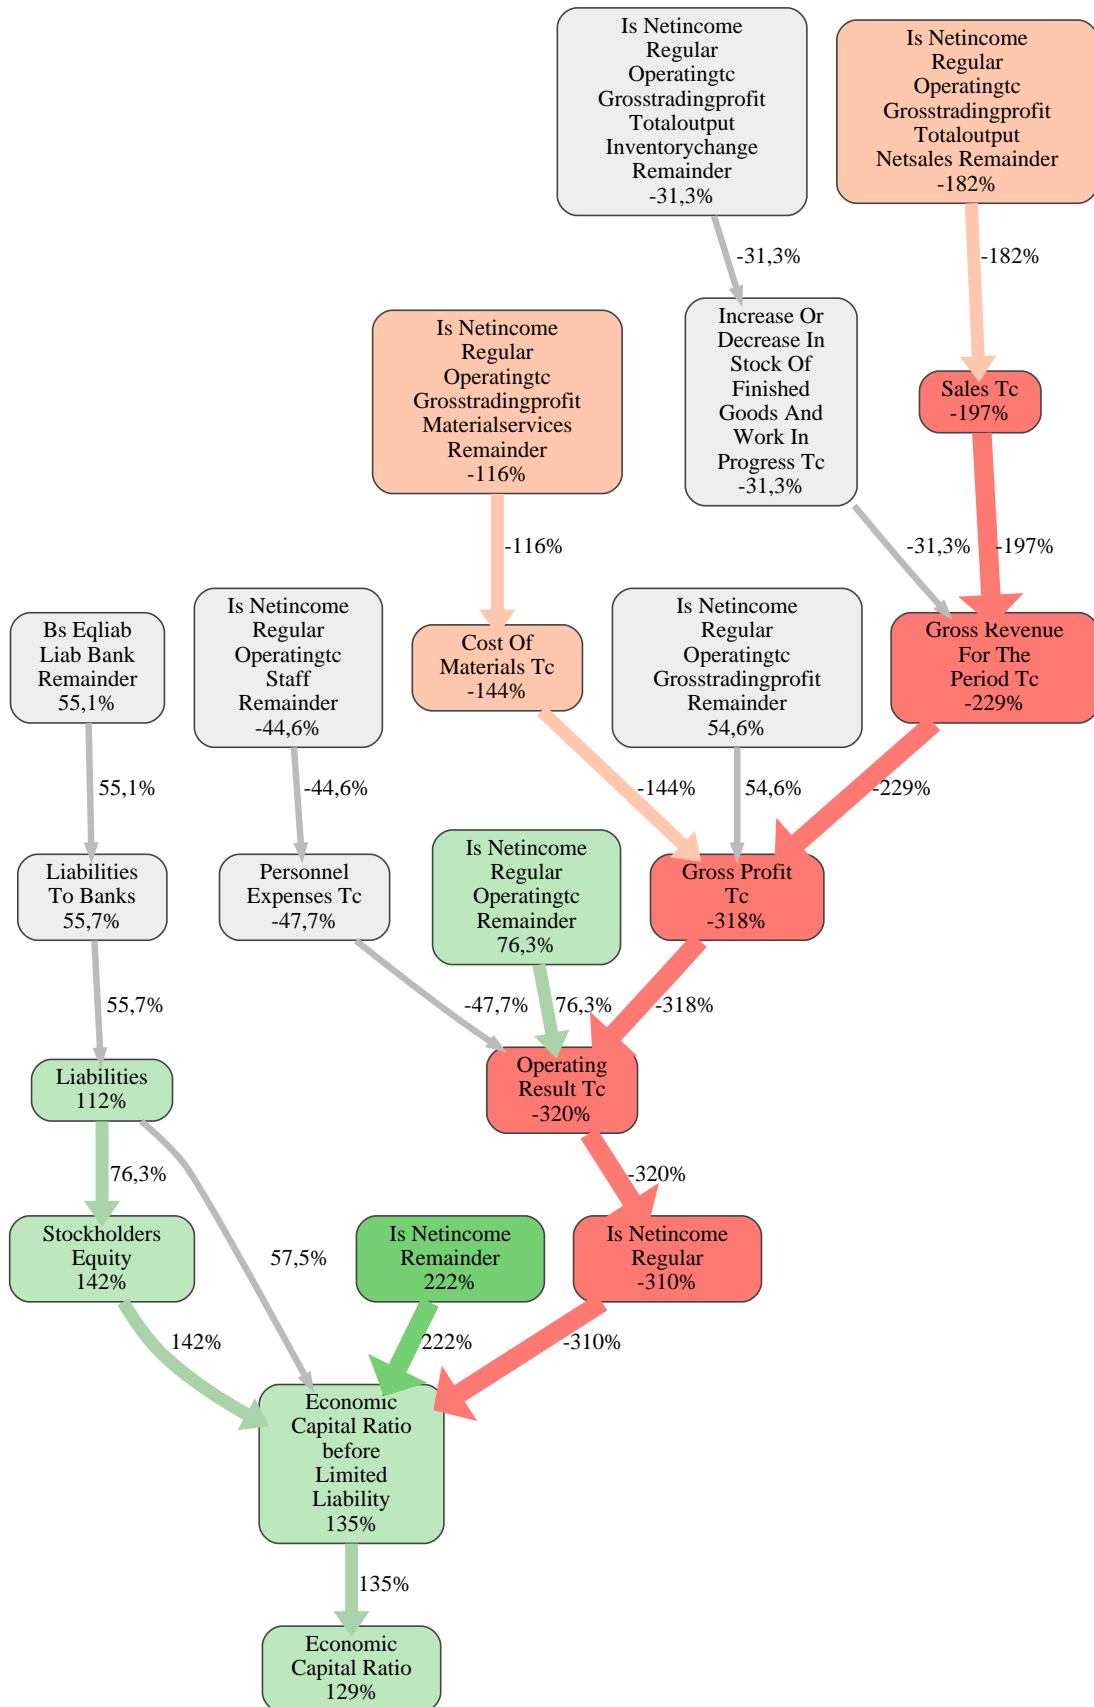 Is Netincome
Regular
Operatingtc
Grosstradingprofit
Totaloutput
Inventorychange
Remainder
-31,3%
Is Netincome
Regular
Operatingtc
Grosstradingprofit
Totaloutput
Netsales Remainder
-182%
-31,3%
-182%
Is Netincome
Regular
Operatingtc
Grosstradingprofit
Materialservices
Remainder
-116%
Increase Or
Decrease In
Stock Of
Finished
Goods And
Work In
Progress Tc
-31,3%
Sales Tc
-197%
-116%
-31,3%
-197%
Bs Eqliab
Liab Bank
Remainder
55,1%
Is Netincome
Regular
Operatingtc
Staff
Remainder
-44,6%
Cost Of
Materials Tc
-144%
Is Netincome
Regular
Operatingtc
Grosstradingprofit
Remainder
54,6%
Gross Revenue
For The
Period Tc
-229%
55,1%
-44,6%
-144%
54,6%
-229%
Liabilities
To Banks
55,7%
Personnel
Expenses Tc
-47,7%
Is Netincome
Regular
Operatingtc
Remainder
76,3%
Gross Profit
Tc
-318%
55,7%
-47,7%
76,3%
-318%
Liabilities
112%
Operating
Result Tc
-320%
76,3%
-320%
Stockholders
Equity
142%
57,5%
Is Netincome
Remainder
222%
Is Netincome
Regular
-310%
142%
222%
-310%
Economic
Capital Ratio
before
Limited
Liability
135%
135%
Economic
Capital Ratio
129%